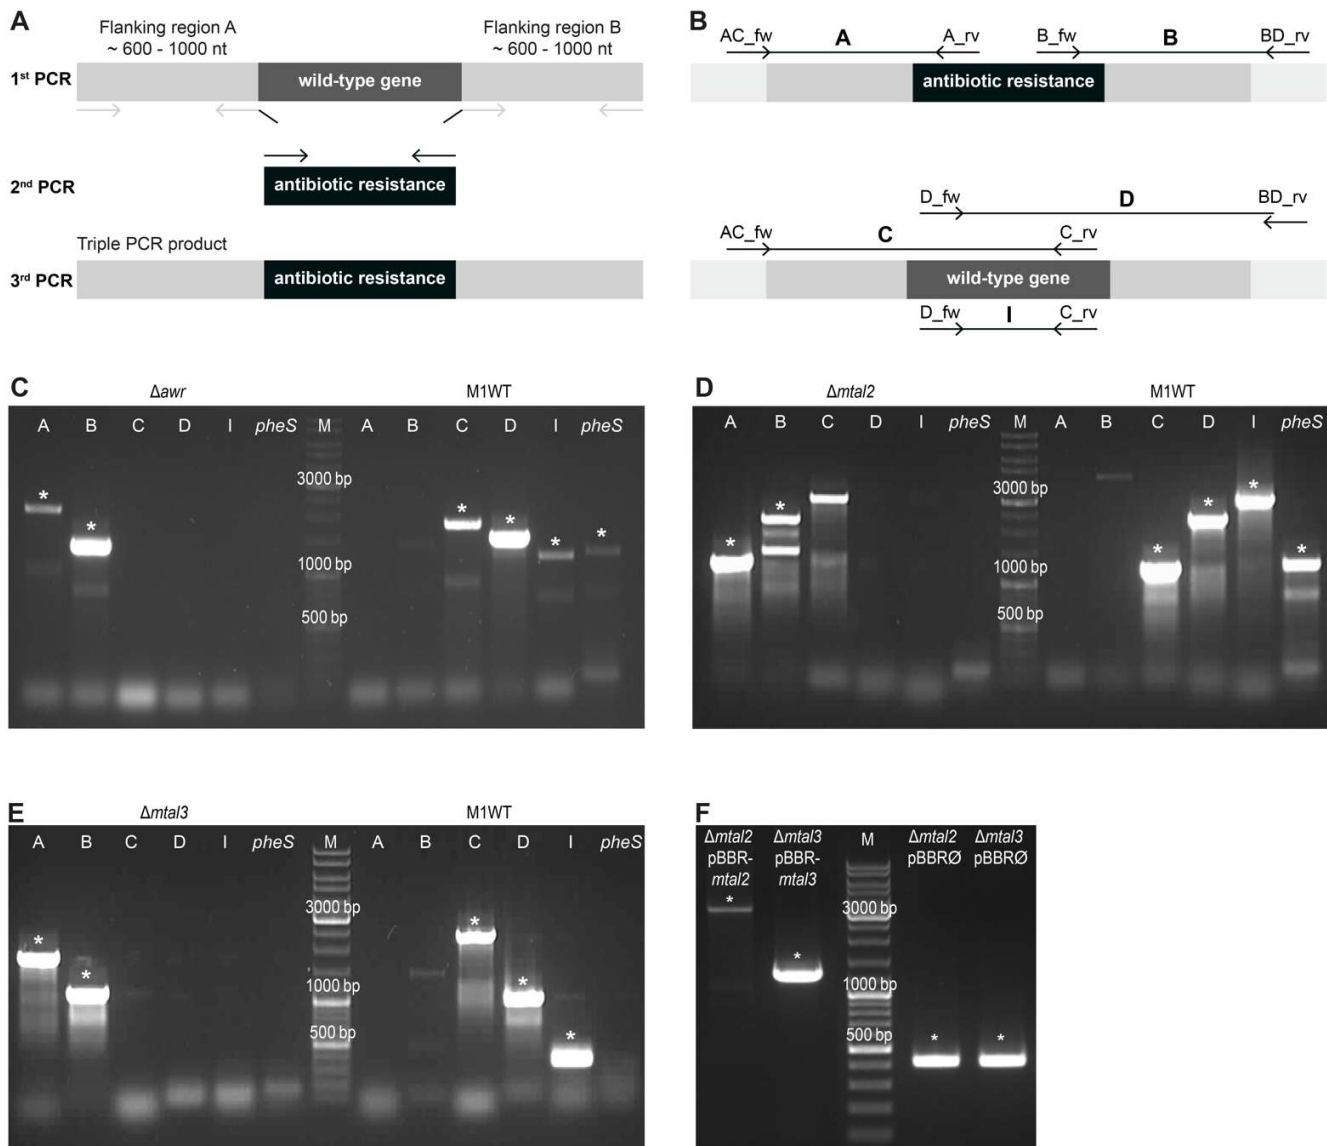 A
Flanking region A
~ 600 - 1000 nt
Flanking region B
~ 600 - 1000 nt
1st PCR
wild-type gene
2nd PCR
antibiotic resistance
Triple PCR product
3rd PCR
antibiotic resistance
B
AC_fw A A_rv B_fw B BD_rv
antibiotic resistance
D_fw D BD_rv
AC_fw C C_rv
wild-type gene
D_fw I C_rv
C
Δawr M1WT
A B C D I pheS M A B C D I pheS
3000 bp
1000 bp
500 bp
* * * * * *
D
Δmtal2 M1WT
A B C D I pheS M A B C D I pheS
3000 bp
1000 bp
500 bp
* * * * * *
E
Δmtal3 M1WT
A B C D I pheS M A B C D I pheS
3000 bp
1000 bp
500 bp
* * * * *
F
Δmtal2 Δmtal3 M Δmtal2 Δmtal3
pBBR- pBBR- pBBRØ pBBRØ
mtal2 mtal3
3000 bp
1000 bp
500 bp
* * * *